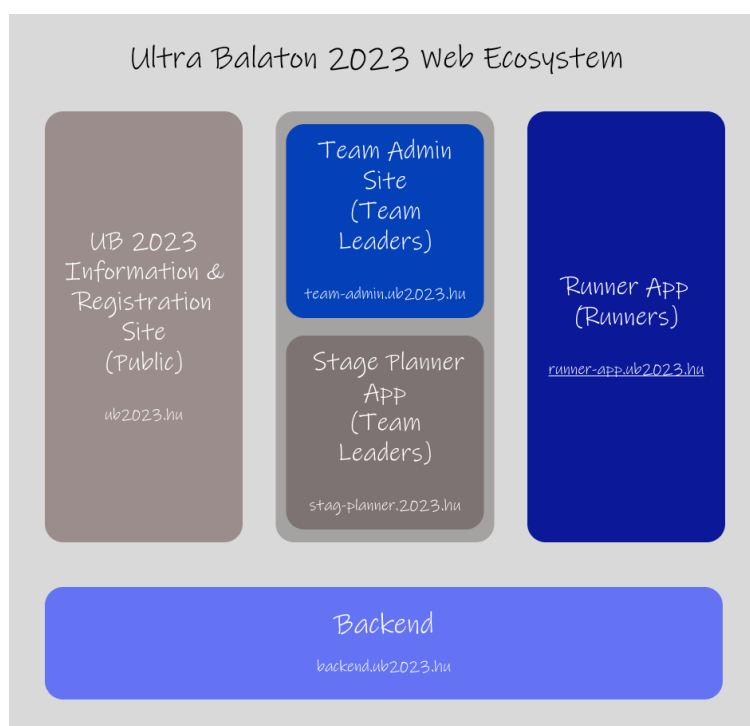 Ultra Balaton 2023 Web Ecosystem
UB 2023
Information &
Registration
Site
(Public)
ub2023.hu
Team Admin
Site
(Team
Leaders)
team-admin.ub2023.hu
Stage Planner
App
(Team
Leaders)
stag-planner.2023.hu
Runner App
(Runners)
runner-app.ub2023.hu
Backend
backend.ub2023.hu